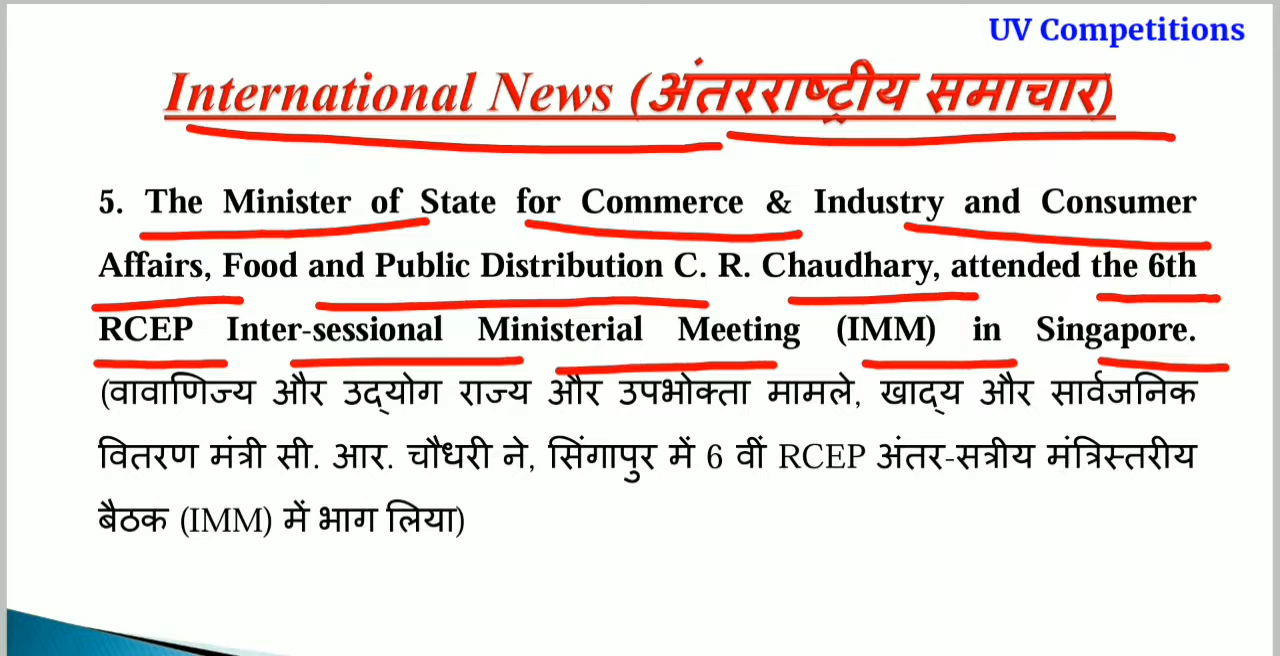 UV Competitions
International News (अंतरराष्ट्रीय समाचार)
5. The Minister of State for Commerce & Industry and Consumer
Affairs, Food and Public Distribution C. R. Chaudhary, attended the 6th
RCEP Inter-sessional Ministerial Meeting (IMM) in Singapore.
(वावाणिज्य और उद्योग राज्य और उपभोक्ता मामले, खाद्य और सार्वजनिक
वितरण मंत्री सी. आर. चौधरी ने, सिंगापुर में 6 वीं RCEP अंतर-सत्रीय मंत्रिस्तरीय
बैठक (IMM) में भाग लिया)